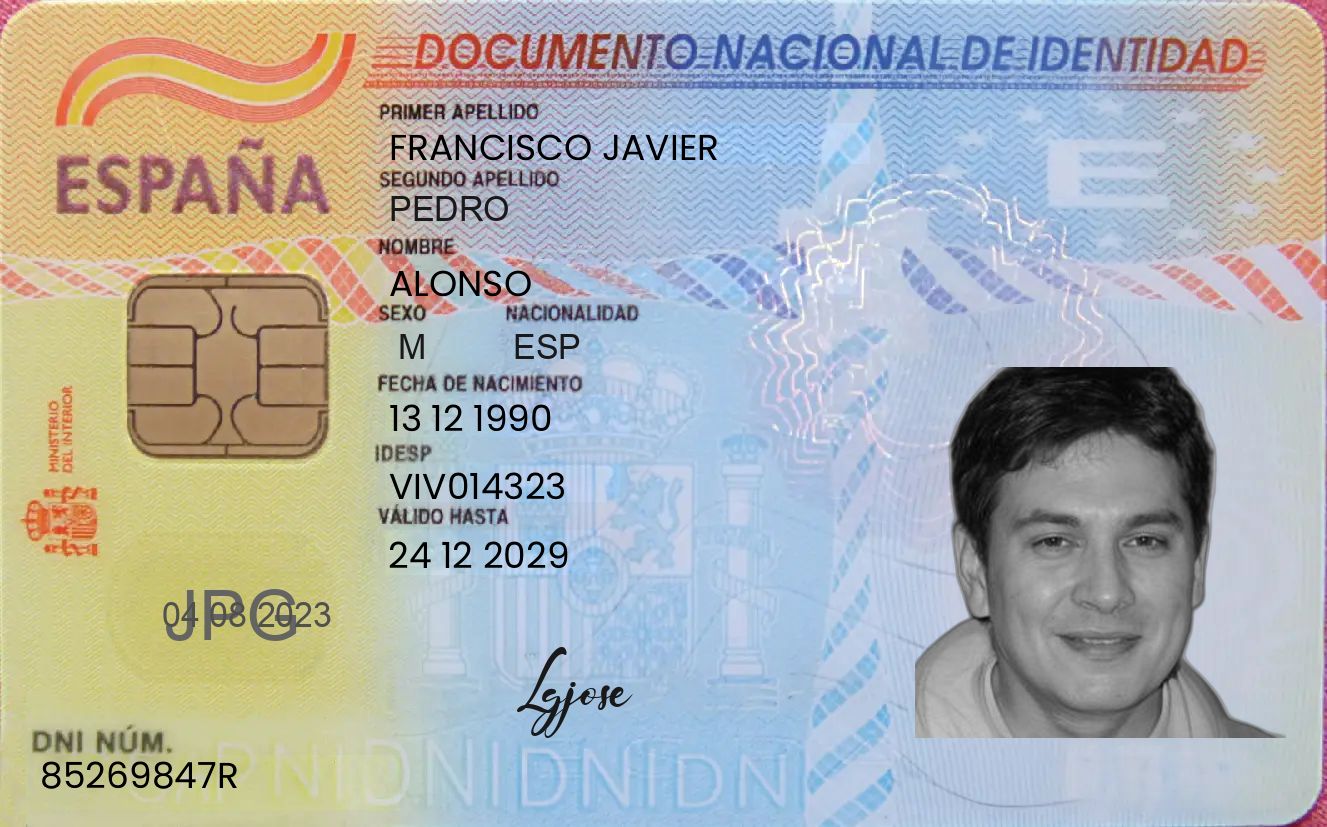 DOCUMENTO NACIONAL DE IDENTIDAD
PRIMER APELLIDO
FRANCISCO JAVIER
ESPAÑA
SEGUNDO APELLIDO
PEDRO
NOMBRE
ALONSO
SEXO NACIONALIDAD
M ESP
FECHA DE NACIMIENTO
13 12 1990
IDESP
VIV014323
VÁLIDO HASTA
24 12 2029
MINISTERIO
DEL INTERIOR
04 08 2023
JPG
Lgjose
DNI NÚM.
85269847R
E
DNIDNIDNIDN